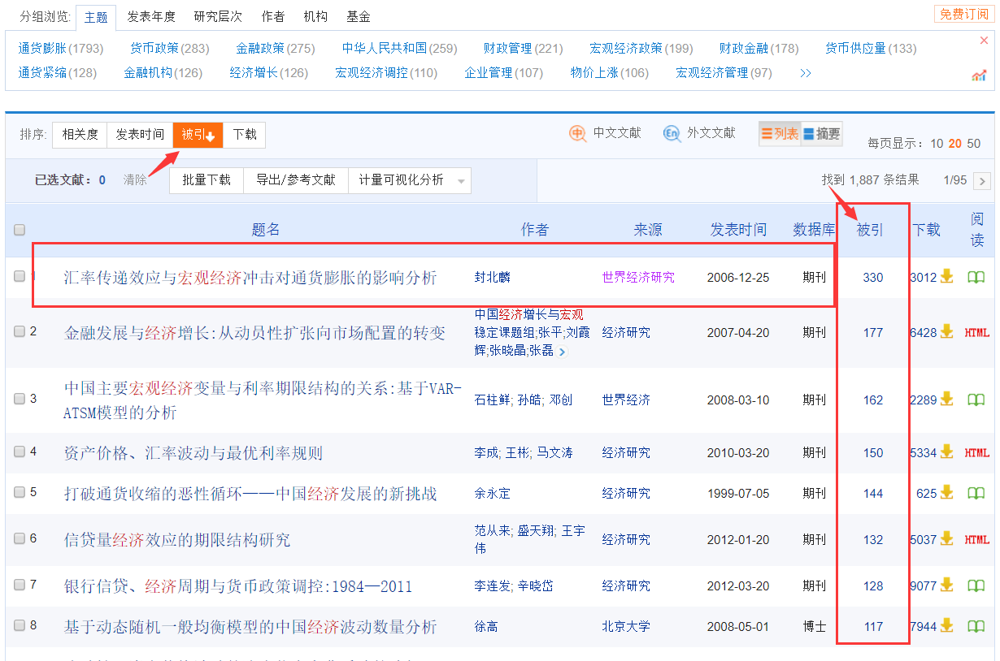 分组浏览: 主题 发表年度 研究层次 作者 机构 基金 免费订阅
通货膨胀(1793) 货币政策(283) 金融政策(275) 中华人民共和国(259) 财政管理(221) 宏观经济政策(199) 财政金融(178) 货币供应量(133)
通货紧缩(128) 金融机构(126) 经济增长(126) 宏观经济调控(110) 企业管理(107) 物价上涨(106) 宏观经济管理(97) >>
排序: 相关度 发表时间 被引 下载 中 中文文献 En 外文文献 列表 摘要 每页显示: 10 20 50
已选文献: 0 清除 批量下载 导出/参考文献 计量可视化分析 找到 1,887 条结果 1/95 >
题名 作者 来源 发表时间 数据库 被引 下载 阅读
1 汇率传递效应与宏观经济冲击对通货膨胀的影响分析 封北麟 世界经济研究 2006-12-25 期刊 330 3012
2 金融发展与经济增长:从动员性扩张向市场配置的转变 中国经济增长与宏观稳定课题组;张平;刘霞辉;张晓晶;张磊 经济研究 2007-04-20 期刊 177 6428 HTML
3 中国主要宏观经济变量与利率期限结构的关系:基于VAR-ATSM模型的分析 石柱鲜; 孙皓; 邓创 世界经济 2008-03-10 期刊 162 2289
4 资产价格、汇率波动与最优利率规则 李成; 王彬; 马文涛 经济研究 2010-03-20 期刊 150 5334 HTML
5 打破通货收缩的恶性循环——中国经济发展的新挑战 余永定 经济研究 1999-07-05 期刊 144 625
6 信贷量经济效应的期限结构研究 范从来; 盛天翔; 王宇伟 经济研究 2012-01-20 期刊 132 5037 HTML
7 银行信贷、经济周期与货币政策调控:1984—2011 李连发; 辛晓岱 经济研究 2012-03-20 期刊 128 9077
8 基于动态随机一般均衡模型的中国经济波动数量分析 徐高 北京大学 2008-05-01 博士 117 7944